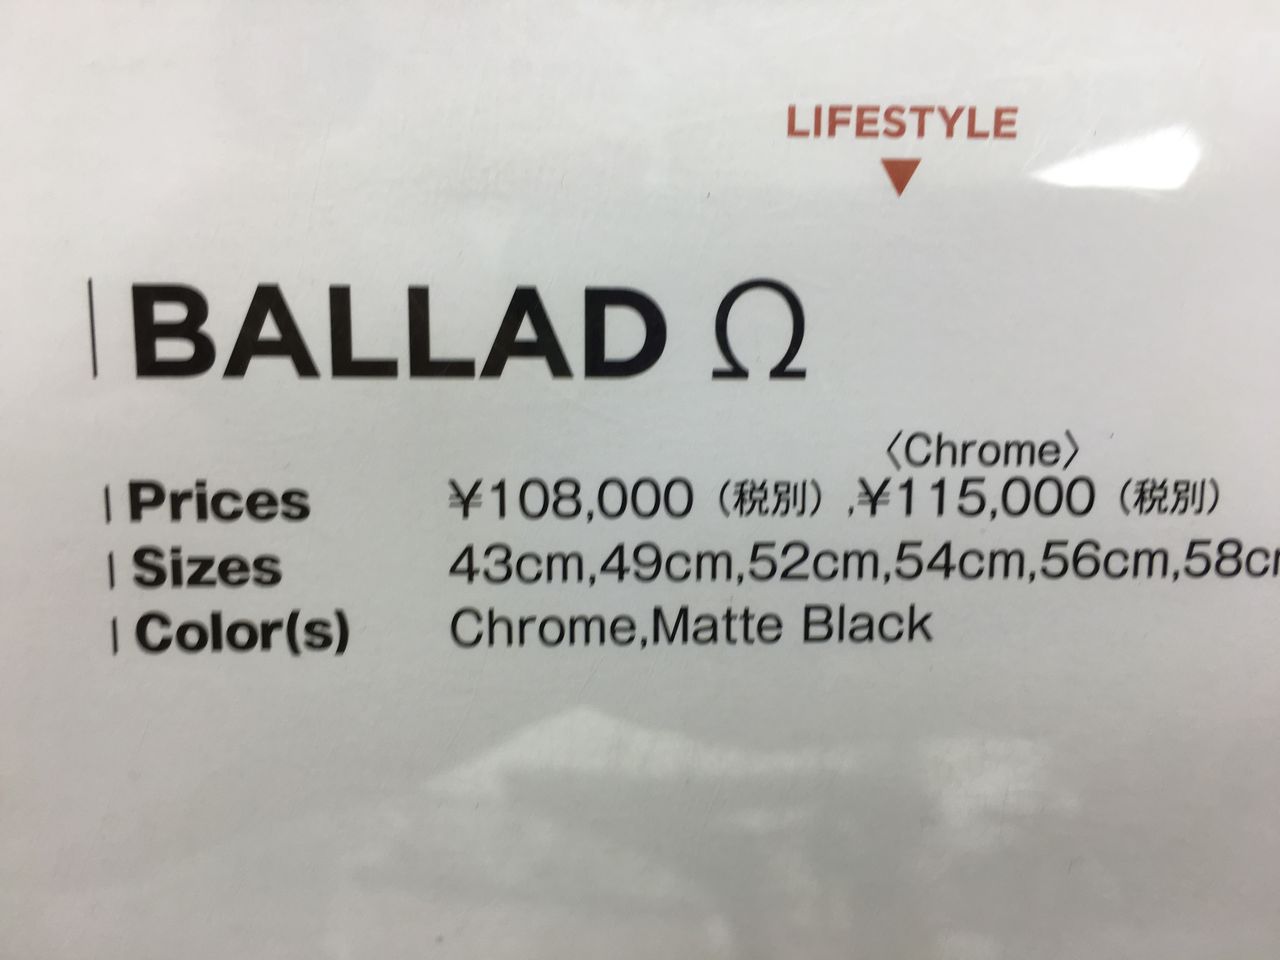 LIFESTYLE
BALLAD Ω
〈Chrome〉
Prices ¥108,000（税別）,¥115,000（税別）
Sizes 43cm,49cm,52cm,54cm,56cm,58c
Color(s) Chrome,Matte Black